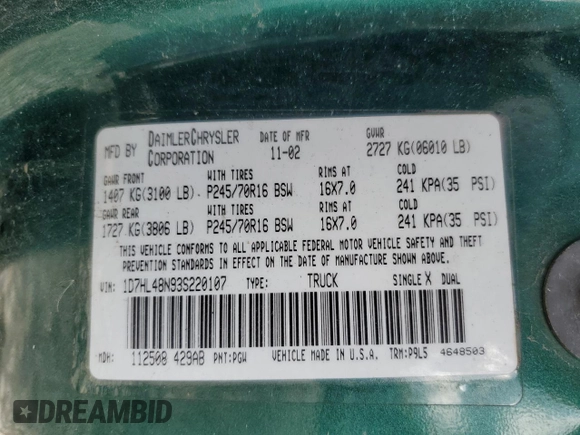 MFD BY DAIMLERCHRYSLER CORPORATION
DATE OF MFR 11-02
GVWR 2727 KG(06010 LB)
GAWR FRONT WITH TIRES RIMS AT COLD
1407 KG(3100 LB) P245/70R16 BSW 16X7.0 241 KPA(35 PSI)
GAWR REAR WITH TIRES RIMS AT COLD
1727 KG(3806 LB) P245/70R16 BSW 16X7.0 241 KPA(35 PSI)
THIS VEHICLE CONFORMS TO ALL APPLICABLE FEDERAL MOTOR VEHICLE SAFETY AND THEFT
PREVENTION STANDARDS IN EFFECT ON THE DATE OF MANUFACTURE SHOWN ABOVE.
VIN: 1D7HL48N93S220107 TYPE: TRUCK SINGLE X DUAL
MDH: 112508 429AB PNT:PGW VEHICLE MADE IN U.S.A. TRM:P9L5 4648503
DREAMBID